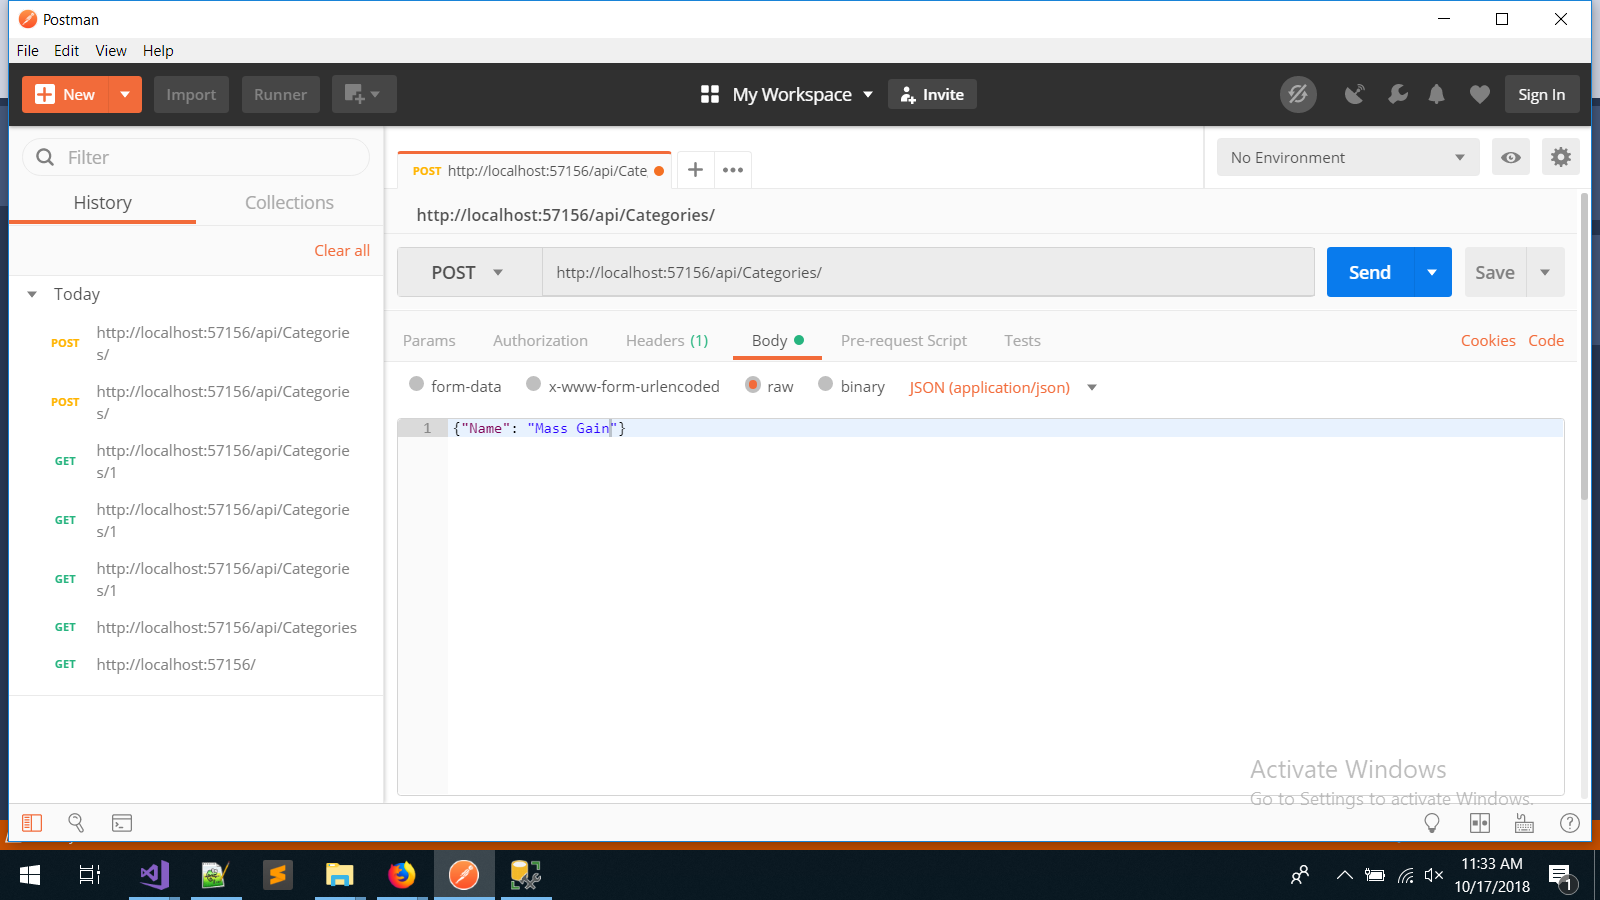 Postman
File Edit View Help
New Import Runner My Workspace Invite Sign In
Filter
History Collections
Clear all
Today
POST http://localhost:57156/api/Categorie
s/
POST http://localhost:57156/api/Categorie
s/
GET http://localhost:57156/api/Categorie
s/1
GET http://localhost:57156/api/Categorie
s/1
GET http://localhost:57156/api/Categorie
s/1
GET http://localhost:57156/api/Categories
GET http://localhost:57156/
POST http://localhost:57156/api/Cate
No Environment
http://localhost:57156/api/Categories/
POST http://localhost:57156/api/Categories/ Send Save
Params Authorization Headers (1) Body Pre-request Script Tests Cookies Code
form-data x-www-form-urlencoded raw binary JSON (application/json)
1 {"Name": "Mass Gain"}
Activate Windows
Go to Settings to activate Windows.
11:33 AM
10/17/2018
1